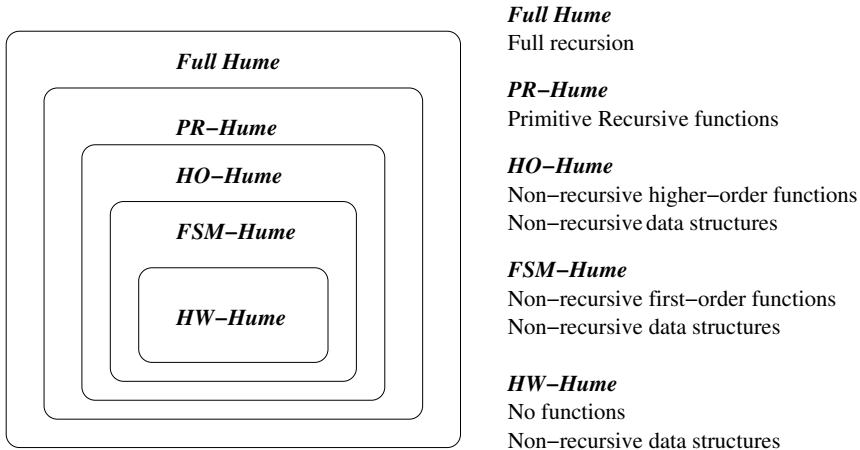 Full Hume
PR−Hume
HO−Hume
FSM−Hume
HW−Hume
Full Hume
Full recursion
PR−Hume
Primitive Recursive functions
HO−Hume
Non−recursive higher−order functions
Non−recursive data structures
FSM−Hume
Non−recursive first−order functions
Non−recursive data structures
HW−Hume
No functions
Non−recursive data structures